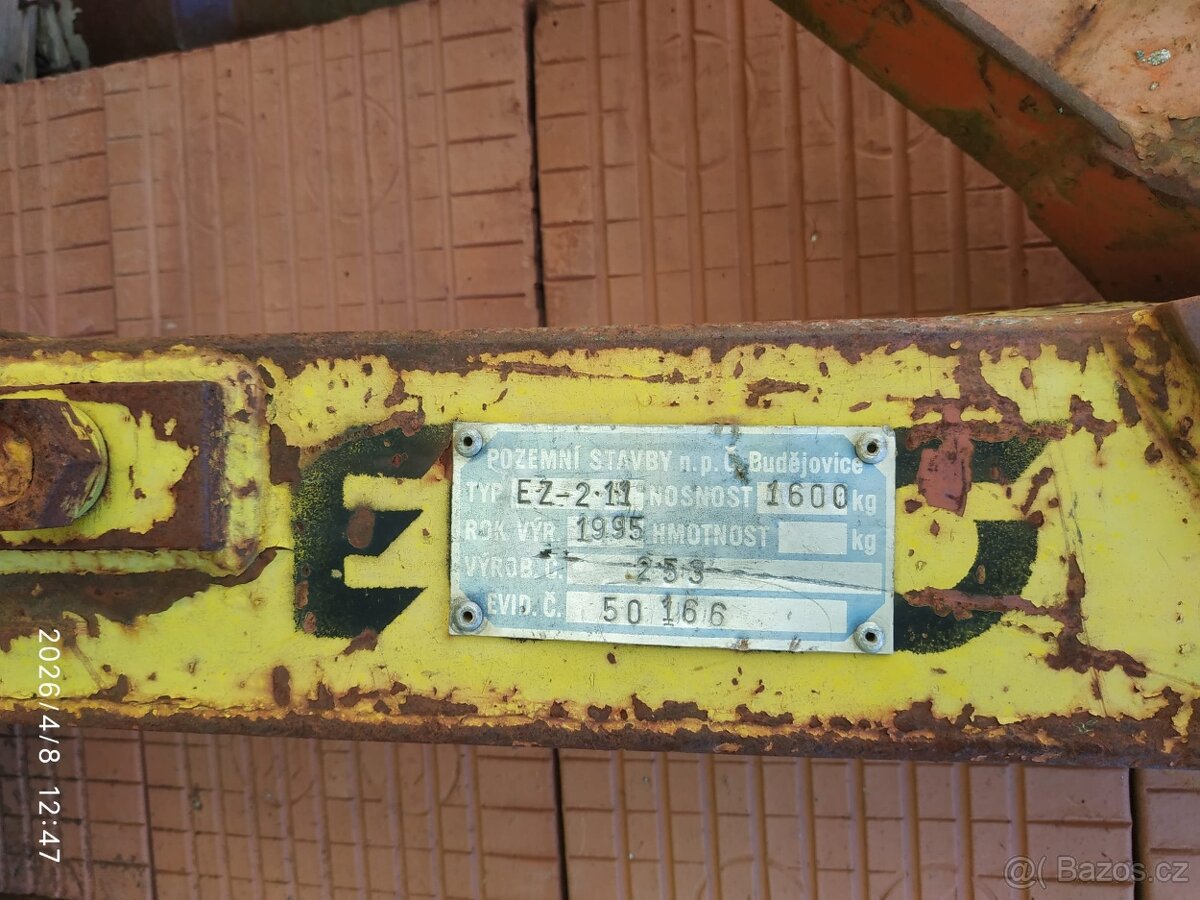 POZEMNÍ STAVBY n.p. Č. Budějovice
TYP EZ-2·11 NOSNOST 1600 kg
ROK VÝR 1995 HMOTNOST kg
VÝROB. Č. 253
EVID. Č. 50 166
2026/4/8 12:47
Bazos.cz